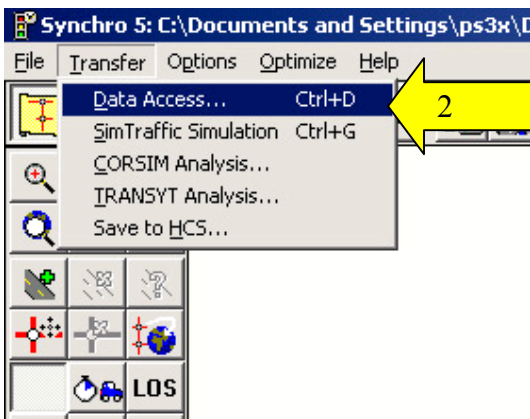 Synchro 5: C:\Documents and Settings\ps3x\D
File Transfer Options Optimize Help
Data Access... Ctrl+D
2
SimTraffic Simulation Ctrl+G
CORSIM Analysis...
TRANSYT Analysis...
Save to HCS...
LOS